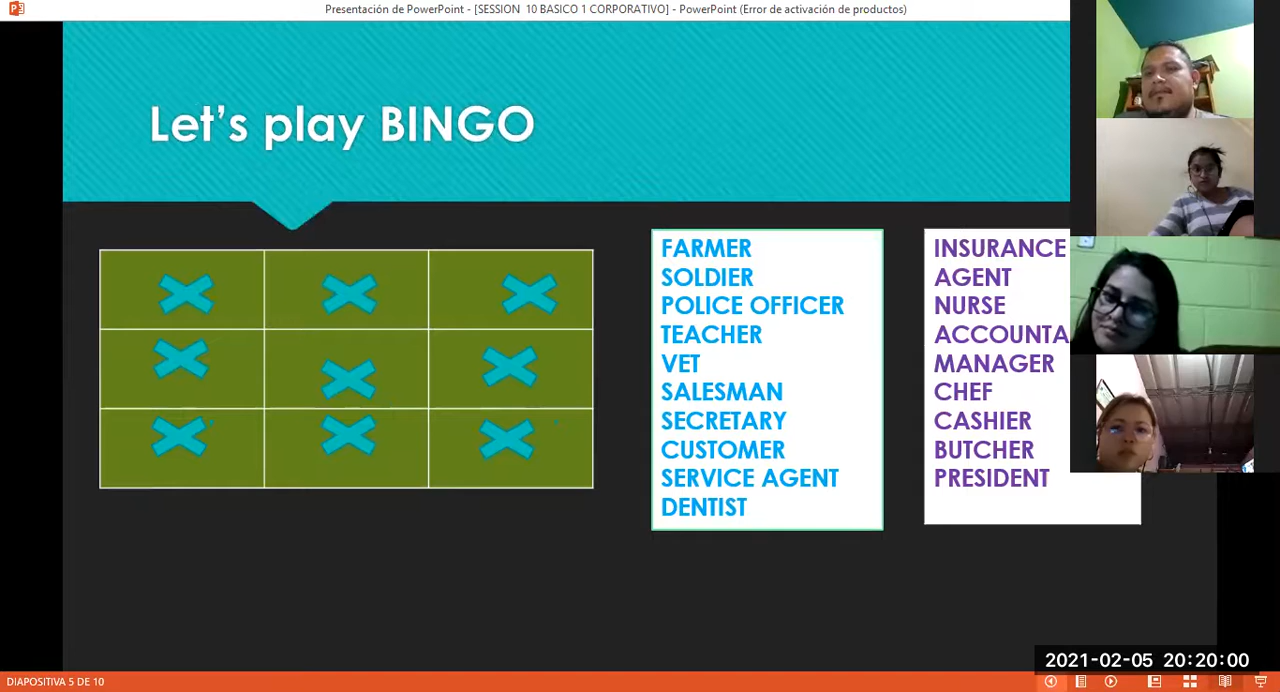 Presentación de PowerPoint - [SESSION 10 BASICO 1 CORPORATIVO] - PowerPoint (Error de activación de productos)
Let's play BINGO
FARMER
SOLDIER
POLICE OFFICER
TEACHER
VET
SALESMAN
SECRETARY
CUSTOMER
SERVICE AGENT
DENTIST
INSURANCE
AGENT
NURSE
ACCOUNTA
MANAGER
CHEF
CASHIER
BUTCHER
PRESIDENT
2021-02-05 20:20:00
DIAPOSITIVA 5 DE 10